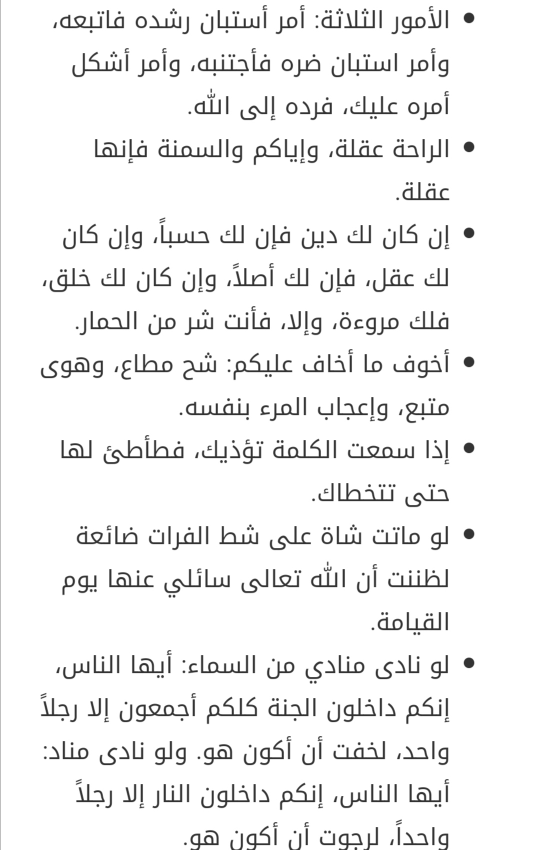 • الأمور الثلاثة: أمر أستبان رشده فاتبعه،
وأمر استبان ضره فأجتنبه، وأمر أشكل
أمره عليك، فرده إلى الله.
• الراحة عقلة، وإياكم والسمنة فإنها
عقلة.
• إن كان لك دين فإن لك حسباً، وإن كان
لك عقل، فإن لك أصلاً، وإن كان لك خلق،
فلك مروءة، وإلا، فأنت شر من الحمار.
• أخوف ما أخاف عليكم: شح مطاع، وهوى
متبع، وإعجاب المرء بنفسه.
• إذا سمعت الكلمة تؤذيك، فطأطئ لها
حتى تتخطاك.
• لو ماتت شاة على شط الفرات ضائعة
لظننت أن الله تعالى سائلي عنها يوم
القيامة.
• لو نادى منادي من السماء: أيها الناس،
إنكم داخلون الجنة كلكم أجمعون إلا رجلاً
واحد، لخفت أن أكون هو. ولو نادى مناد:
أيها الناس، إنكم داخلون النار إلا رجلاً
واحداً، لرجوت أن أكون هو.